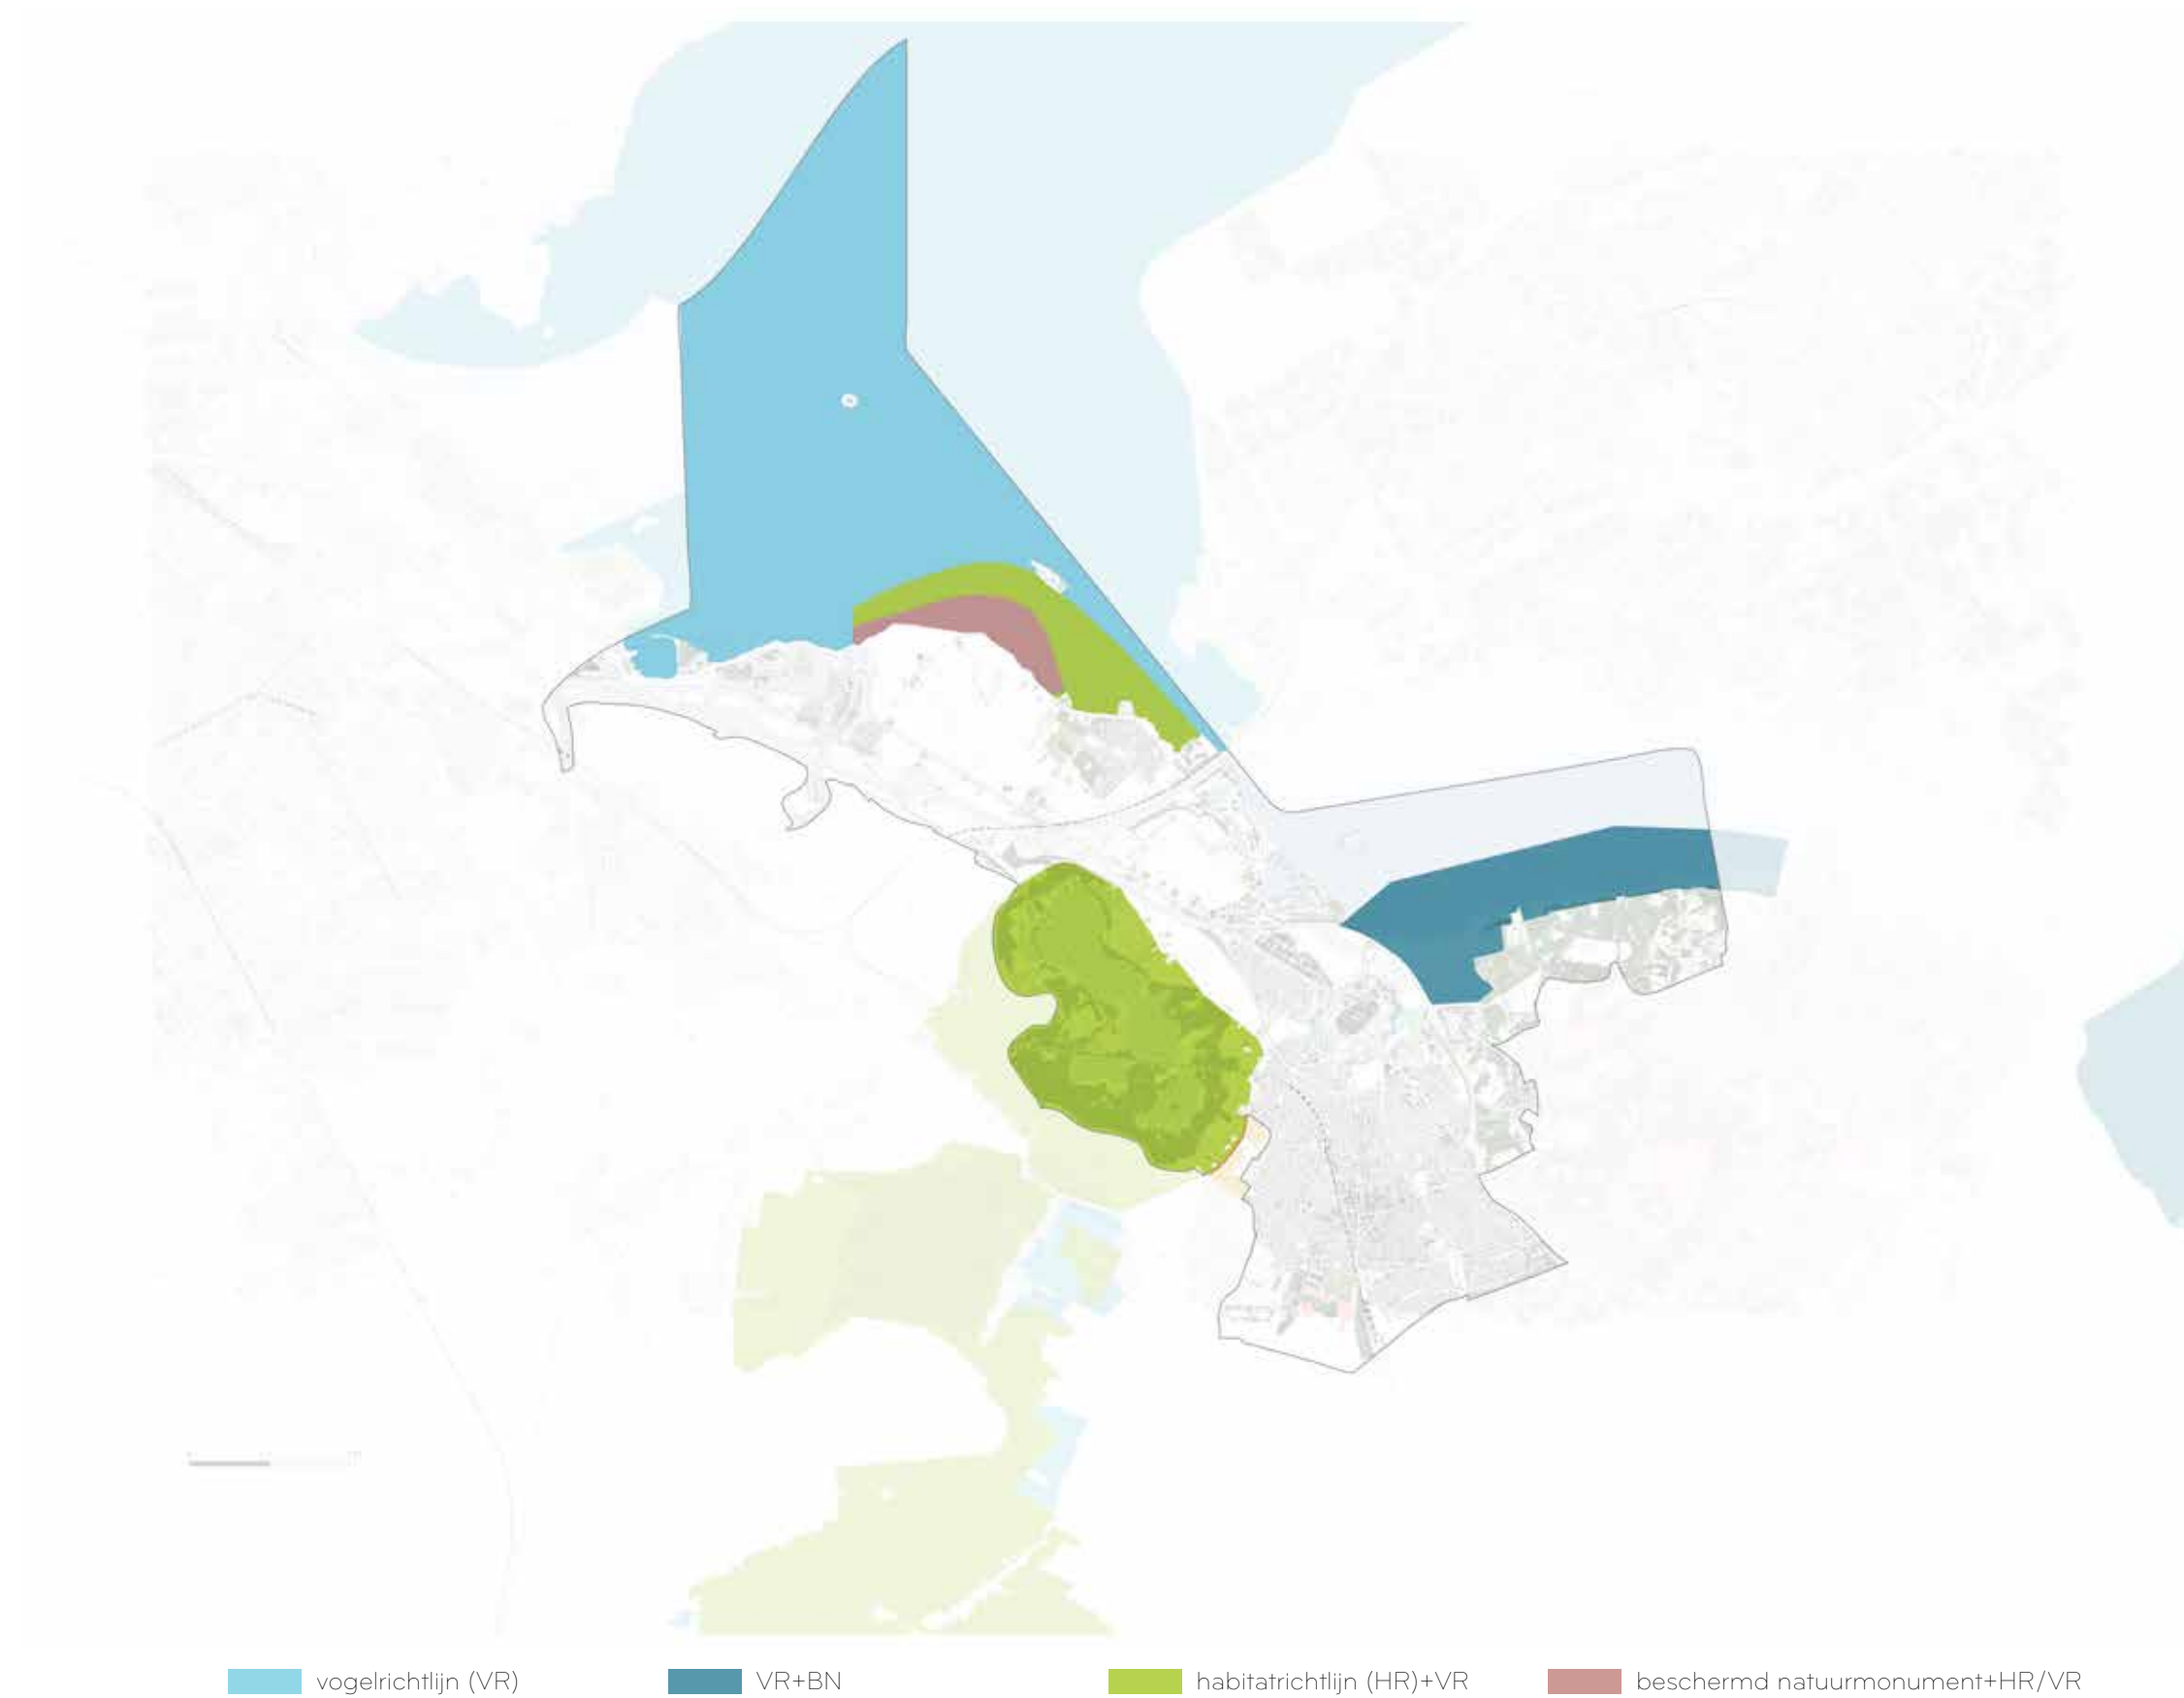 vogelrichtlijn (VR)
VR+BN
habitatrichtlijn (HR)+VR
beschermd natuurmonument+HR/VR